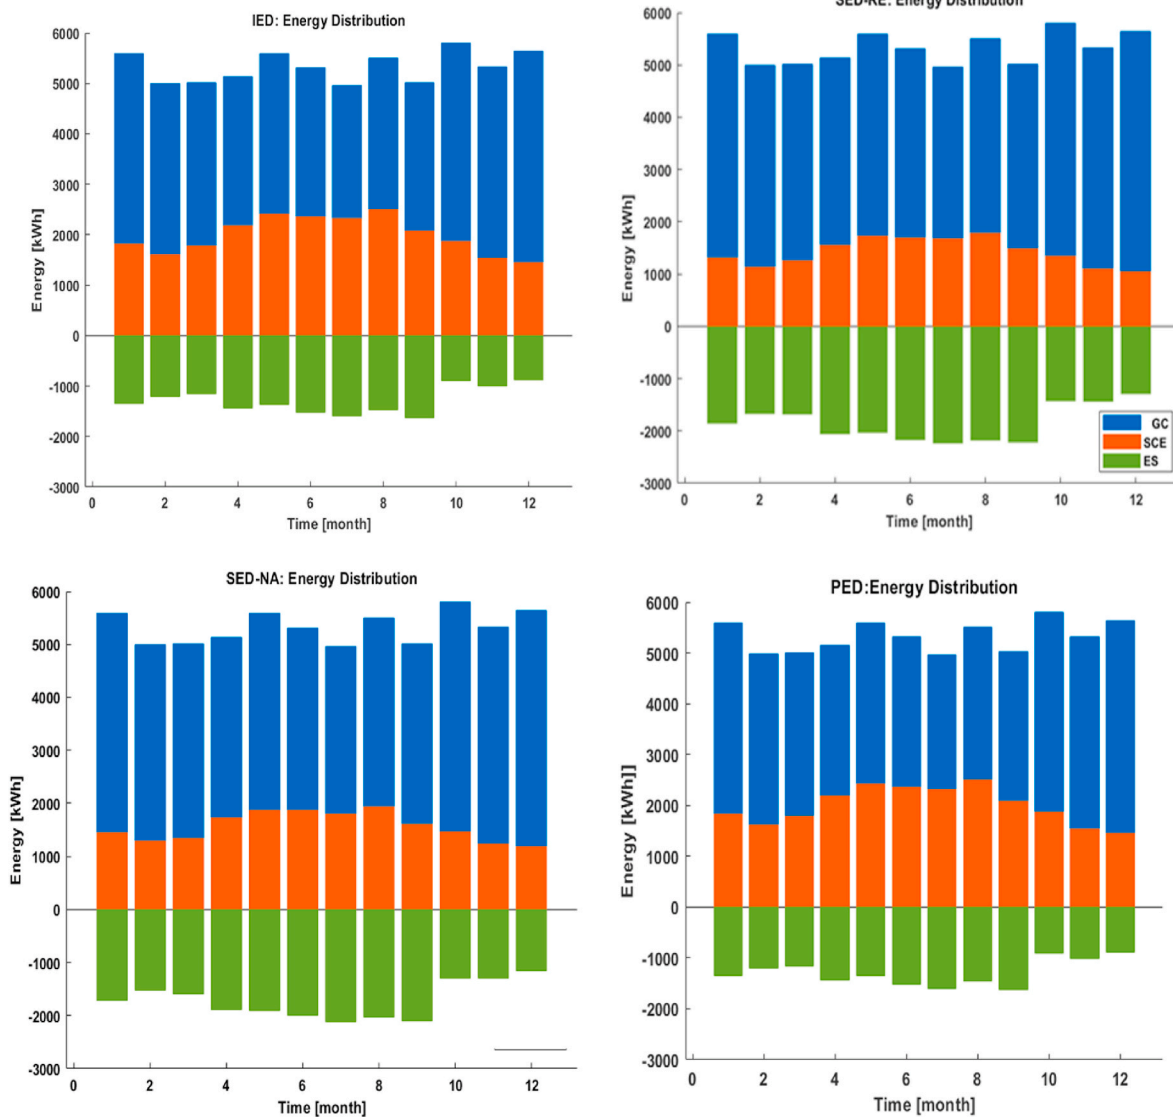 IED: Energy Distribution
6000
5000
4000
3000
2000
1000
0
-1000
-2000
-3000
Energy [kWh]
0 2 4 6 8 10 12
Time [month]
SED-RE: Energy Distribution
6000
5000
4000
3000
2000
1000
0
-1000
-2000
-3000
Energy [kWh]
GC
SCE
ES
0 2 4 6 8 10 12
Time [month]
SED-NA: Energy Distribution
6000
5000
4000
3000
2000
1000
0
-1000
-2000
-3000
Energy [kWh]
0 2 4 6 8 10 12
Time [month]
PED:Energy Distribution
6000
5000
4000
3000
2000
1000
0
-1000
-2000
-3000
Energy [kWh]]
0 2 4 6 8 10 12
Time [month]